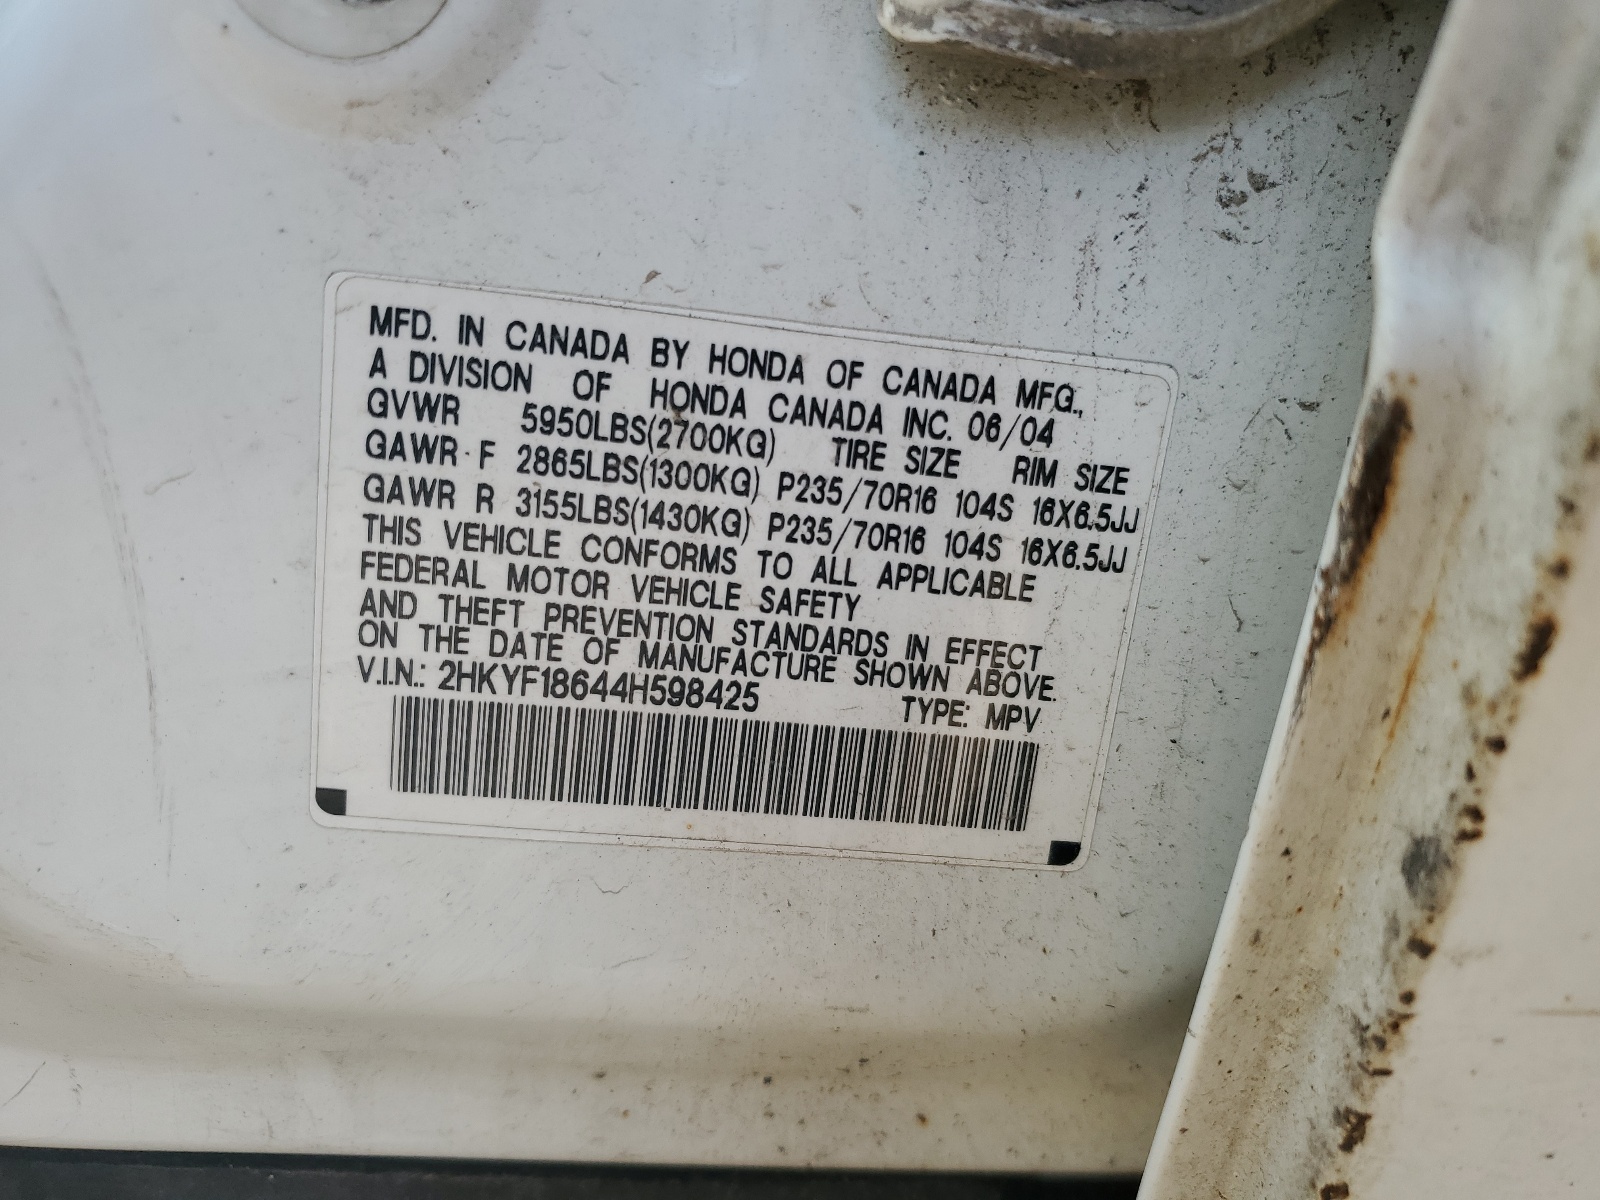 MFD. IN CANADA BY HONDA OF CANADA MFG.,
A DIVISION OF HONDA CANADA INC. 06/04
GVWR 5950LBS(2700KG) TIRE SIZE RIM SIZE
GAWR F 2865LBS(1300KG) P235/70R16 104S 16X6.5JJ
GAWR R 3155LBS(1430KG) P235/70R16 104S 16X6.5JJ
THIS VEHICLE CONFORMS TO ALL APPLICABLE
FEDERAL MOTOR VEHICLE SAFETY
AND THEFT PREVENTION STANDARDS IN EFFECT
ON THE DATE OF MANUFACTURE SHOWN ABOVE.
V.I.N.: 2HKYF18644H598425 TYPE: MPV